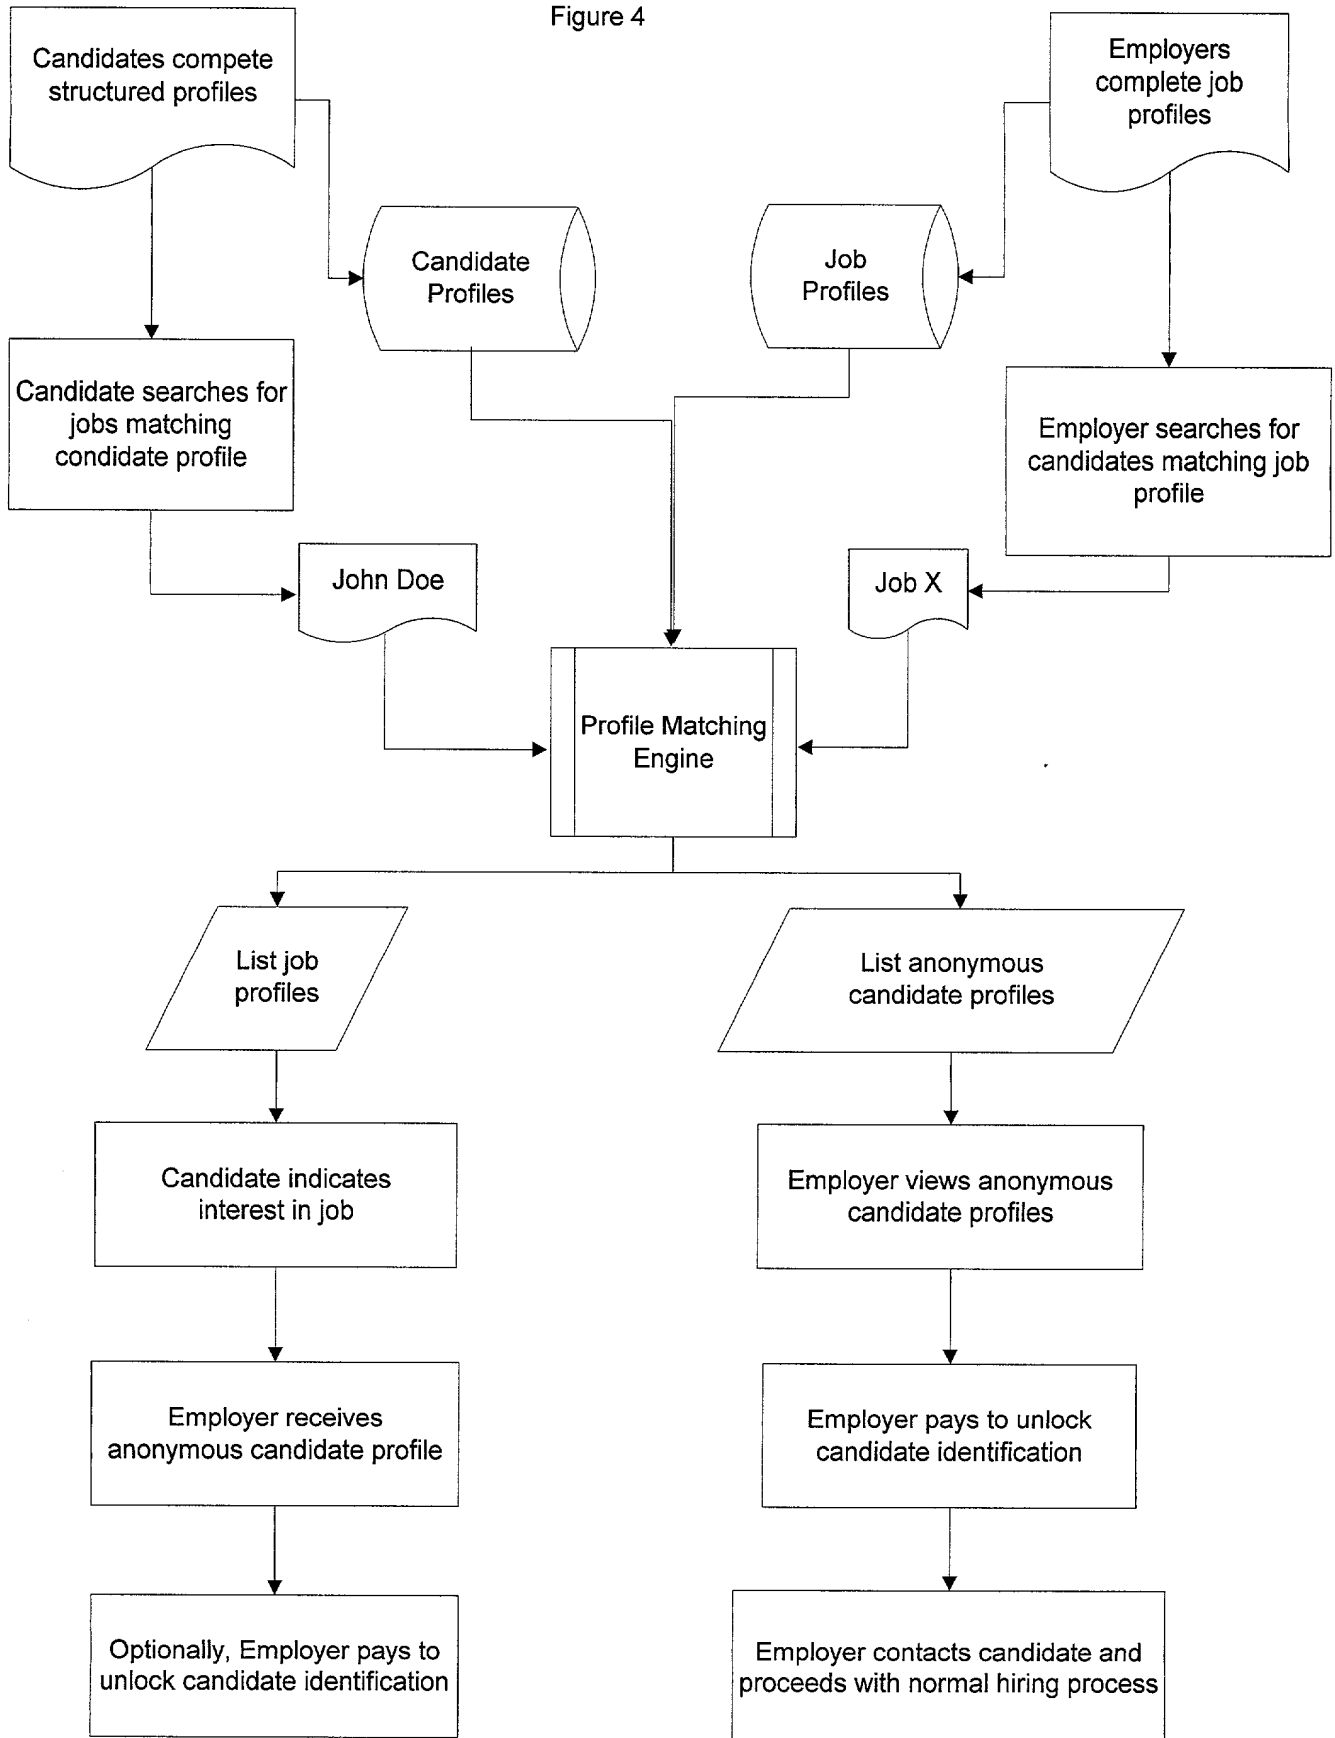 Figure 4
Candidates compete
structured profiles
Employers
complete job
profiles
Candidate
Profiles
Job
Profiles
Candidate searches for
jobs matching
condidate profile
Employer searches for
candidates matching job
profile
John Doe
Job X
Profile Matching
Engine
List job
profiles
List anonymous
candidate profiles
Candidate indicates
interest in job
Employer views anonymous
candidate profiles
Employer receives
anonymous candidate profile
Employer pays to unlock
candidate identification
Optionally, Employer pays to
unlock candidate identification
Employer contacts candidate and
proceeds with normal hiring process